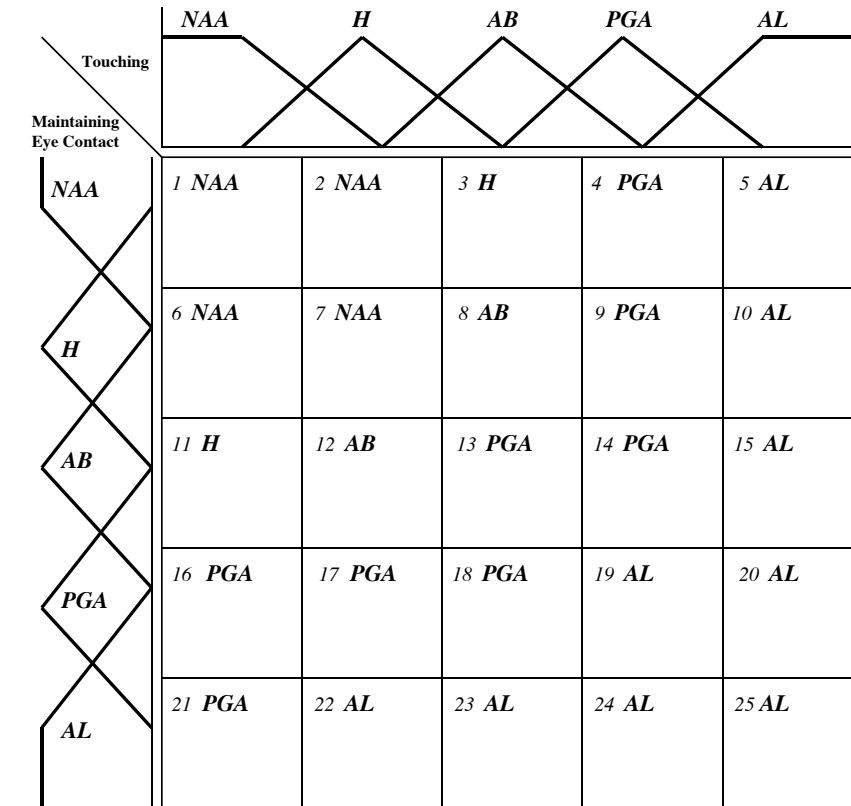 NAA H AB PGA AL
Touching
Maintaining
Eye Contact
NAA 1 NAA 2 NAA 3 H 4 PGA 5 AL
H 6 NAA 7 NAA 8 AB 9 PGA 10 AL
AB 11 H 12 AB 13 PGA 14 PGA 15 AL
PGA 16 PGA 17 PGA 18 PGA 19 AL 20 AL
AL 21 PGA 22 AL 23 AL 24 AL 25 AL